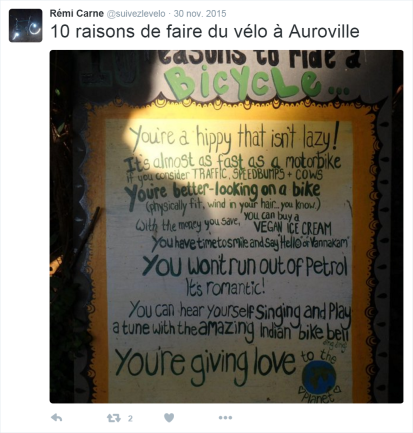 Rémi Carne @suivezlevelo · 30 nov. 2015
10 raisons de faire du vélo à Auroville
Reasons to ride a
BiCYCLE...
You're a hippy that isn't lazy!
It's almost as fast as a motorbike
if you consider TRAFFIC, SPEEDBUMPS + COWS
You're better-looking on a bike
(physically fit, wind in your hair.. you know)
With the money you save, you can buy a
VEGAN ICE CREAM
You have time to smile and say 'Hello' or 'Vannakam'
YOU WON'T RUN OUT OF PETROL
It's romantic!
You can hear yourself Singing and Play
a tune with the aMAZING Indian bike bell
You're giving love to the
Planet
2